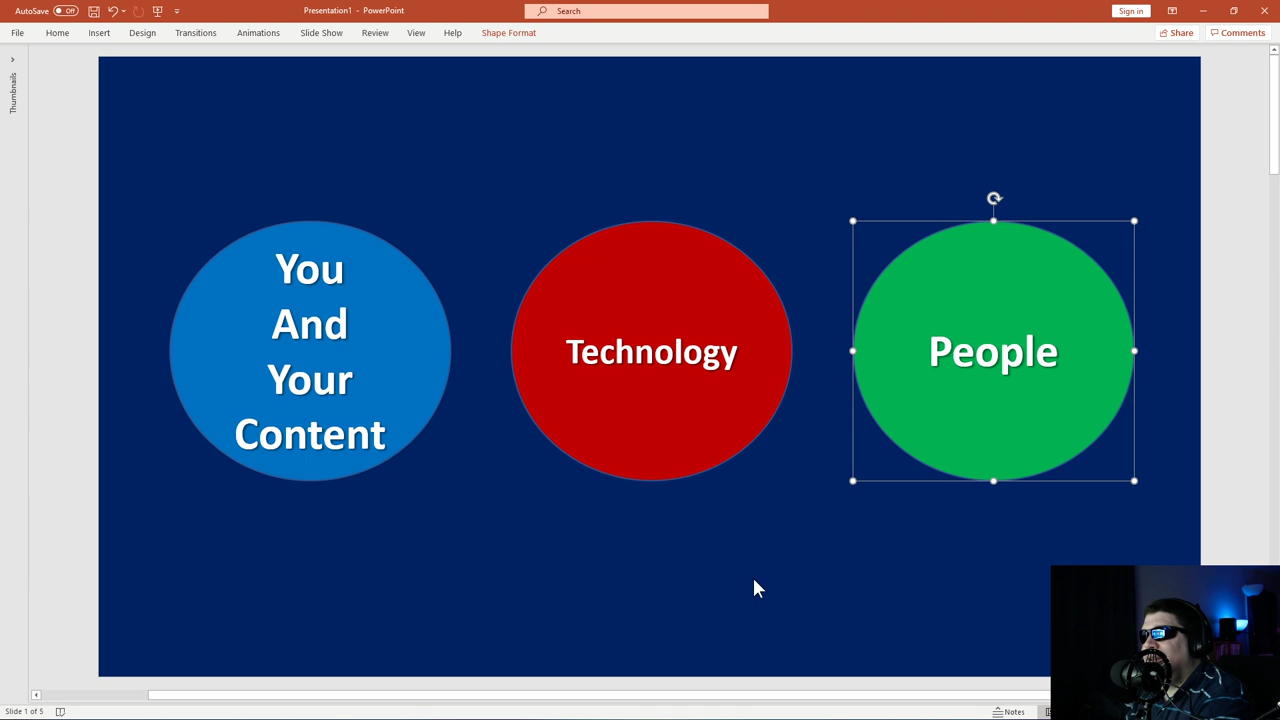 AutoSave Off
Presentation1 - PowerPoint
Search
Sign in
File Home Insert Design Transitions Animations Slide Show Review View Help Shape Format
Share Comments
Thumbnails
You
And
Your
Content
Technology
People
Slide 1 of 5
Notes